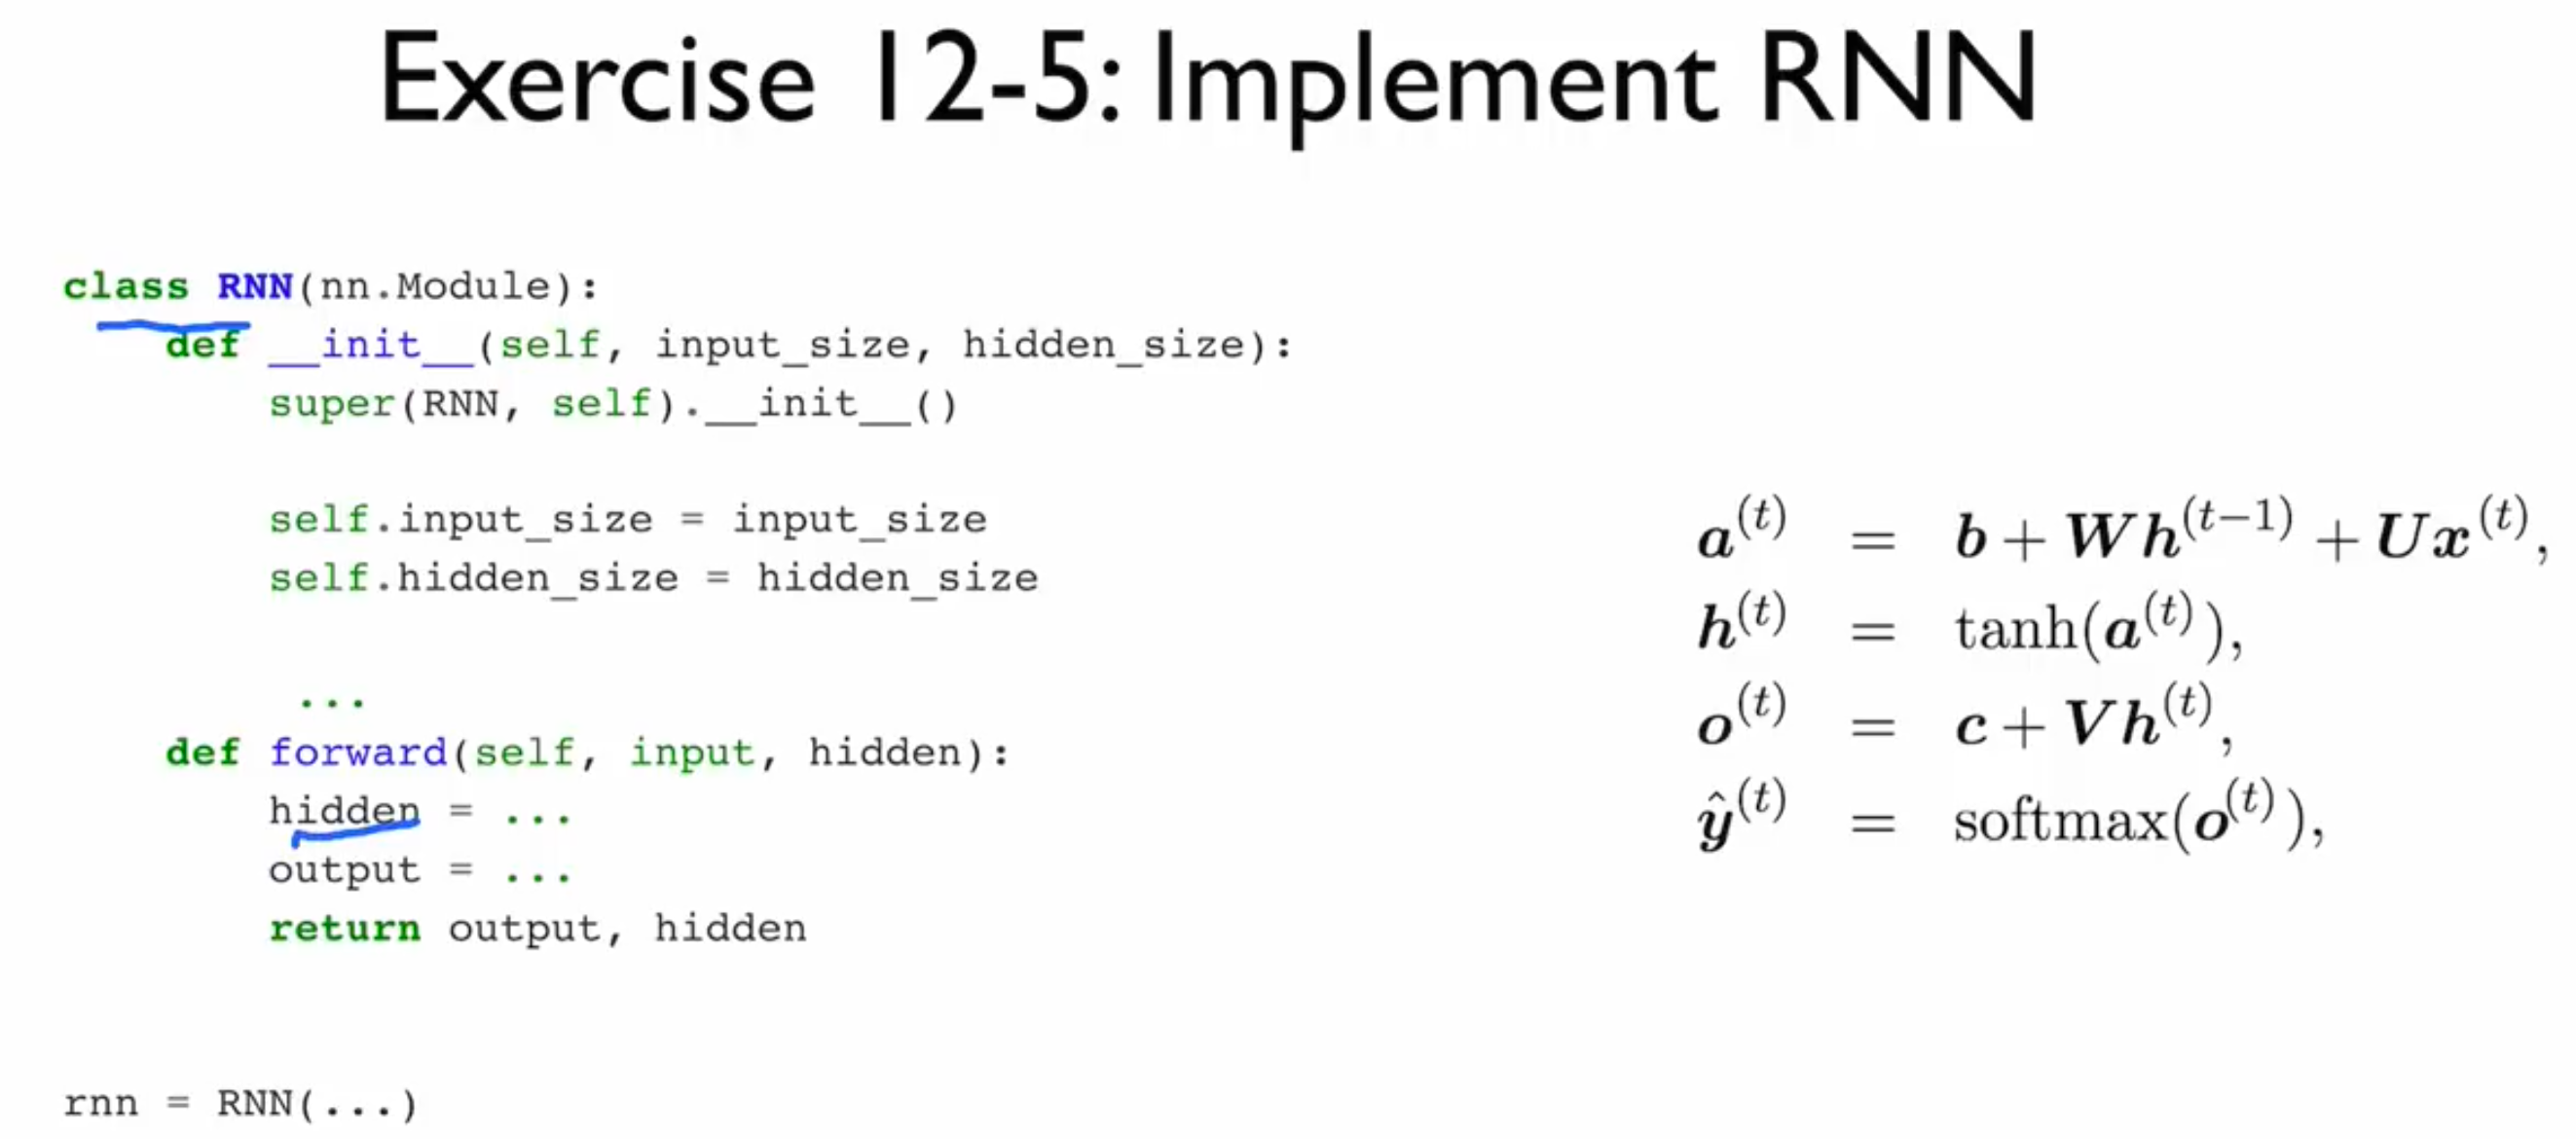 Exercise 12-5: Implement RNN
class RNN(nn.Module):
    def __init__(self, input_size, hidden_size):
        super(RNN, self).__init__()
        self.input_size = input_size
        self.hidden_size = hidden_size
        ...
    def forward(self, input, hidden):
        hidden = ...
        output = ...
        return output, hidden
rnn = RNN(...)
a^(t) = b + Wh^(t−1) + Ux^(t),
h^(t) = tanh(a^(t)),
o^(t) = c + Vh^(t),
ŷ^(t) = softmax(o^(t)),